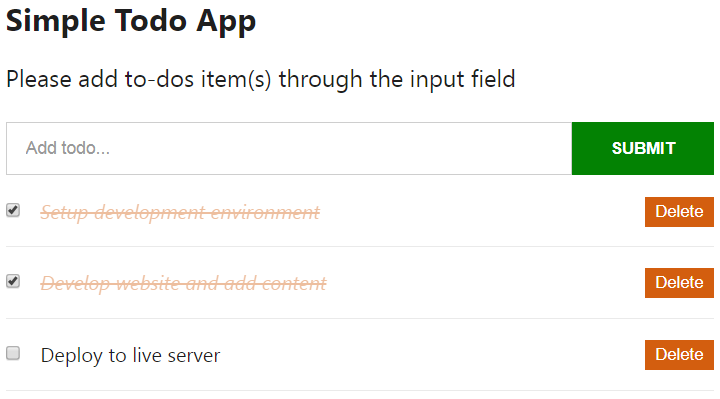 Simple Todo App
Please add to-dos item(s) through the input field
Add todo... SUBMIT
Setup development environment Delete
Develop website and add content Delete
Deploy to live server Delete